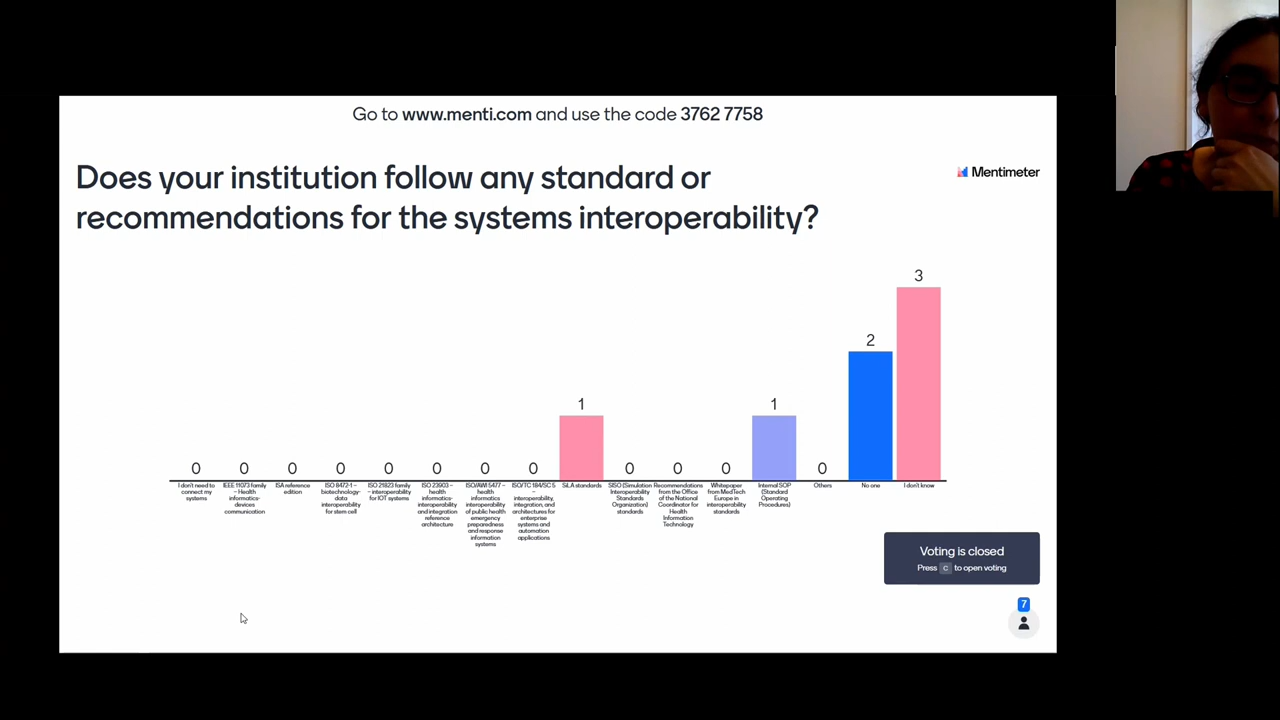 Go to www.menti.com and use the code 3762 7758
Does your institution follow any standard or
recommendations for the systems interoperability?
Mentimeter
3
2
1
1
0
0
0
0
0
0
0
0
0
0
0
0
I don't need to
connect my
systems
IEEE 11073 family
– Health
informatics-
devices
communication
ISA reference
edition
ISO 8472-1 –
biotechnology-
data
interoperability
for stem cell
ISO 21823 family
– interoperability
for IOT systems
ISO 23903 –
health
informatics-
interoperability
and integration
reference
architecture
ISO/AWI 5477 –
health
informatics
interoperability
of public health
emergency
preparedness
and response
information
systems
ISO/TC 184/SC 5
–
interoperability,
integration, and
architectures for
enterprise
systems and
automation
applications
SiLA standards
SISO (Simulation
Interoperability
Standards
Organization)
standards
Recommendations
from the Office
of the National
Coordinator for
Health
Information
Technology
Whitepaper
from MedTech
Europe in
interoperability
standards
Internal SOP
(Standard
Operating
Procedures)
Others
No one
I don't know
Voting is closed
Press C to open voting
7